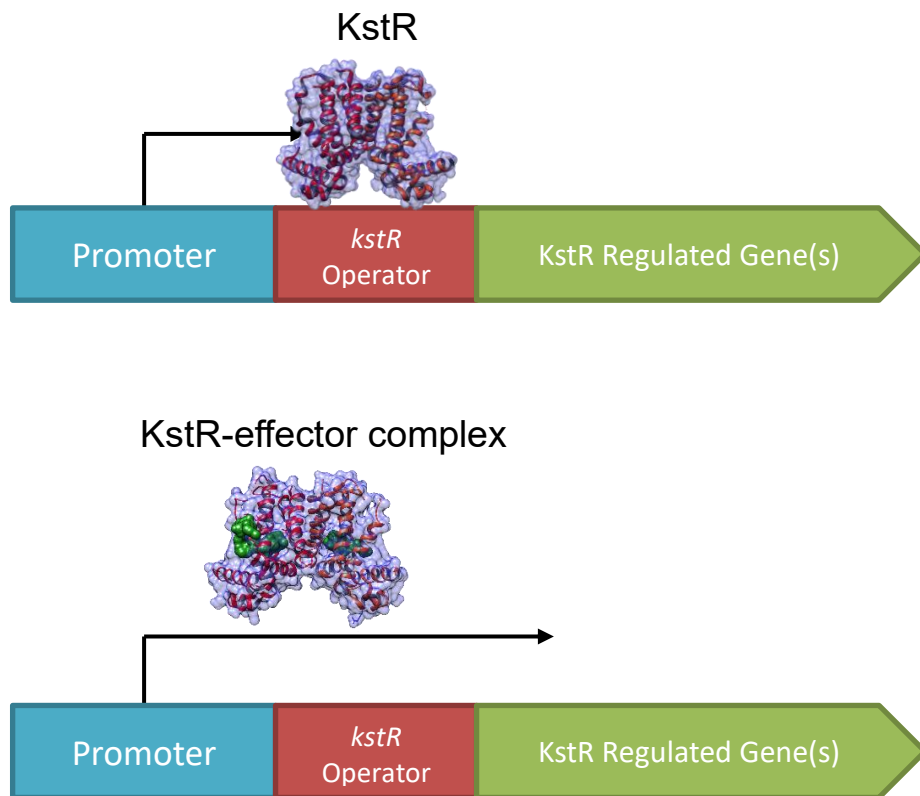 KstR
Promoter
kstR
Operator
KstR Regulated Gene(s)
KstR-effector complex
Promoter
kstR
Operator
KstR Regulated Gene(s)